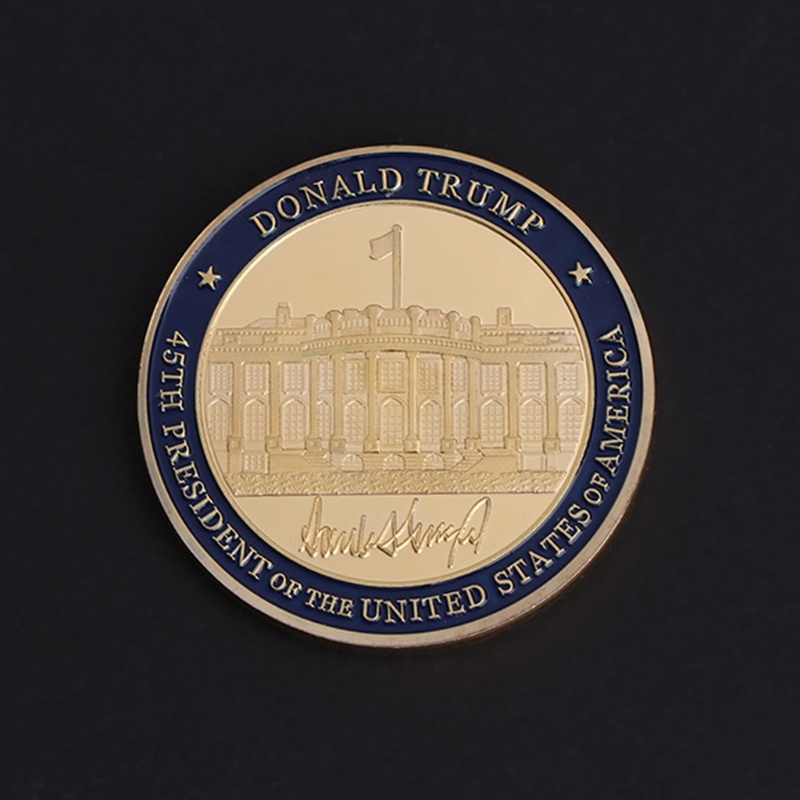 DONALD TRUMP
45TH PRESIDENT OF THE UNITED STATES OF AMERICA